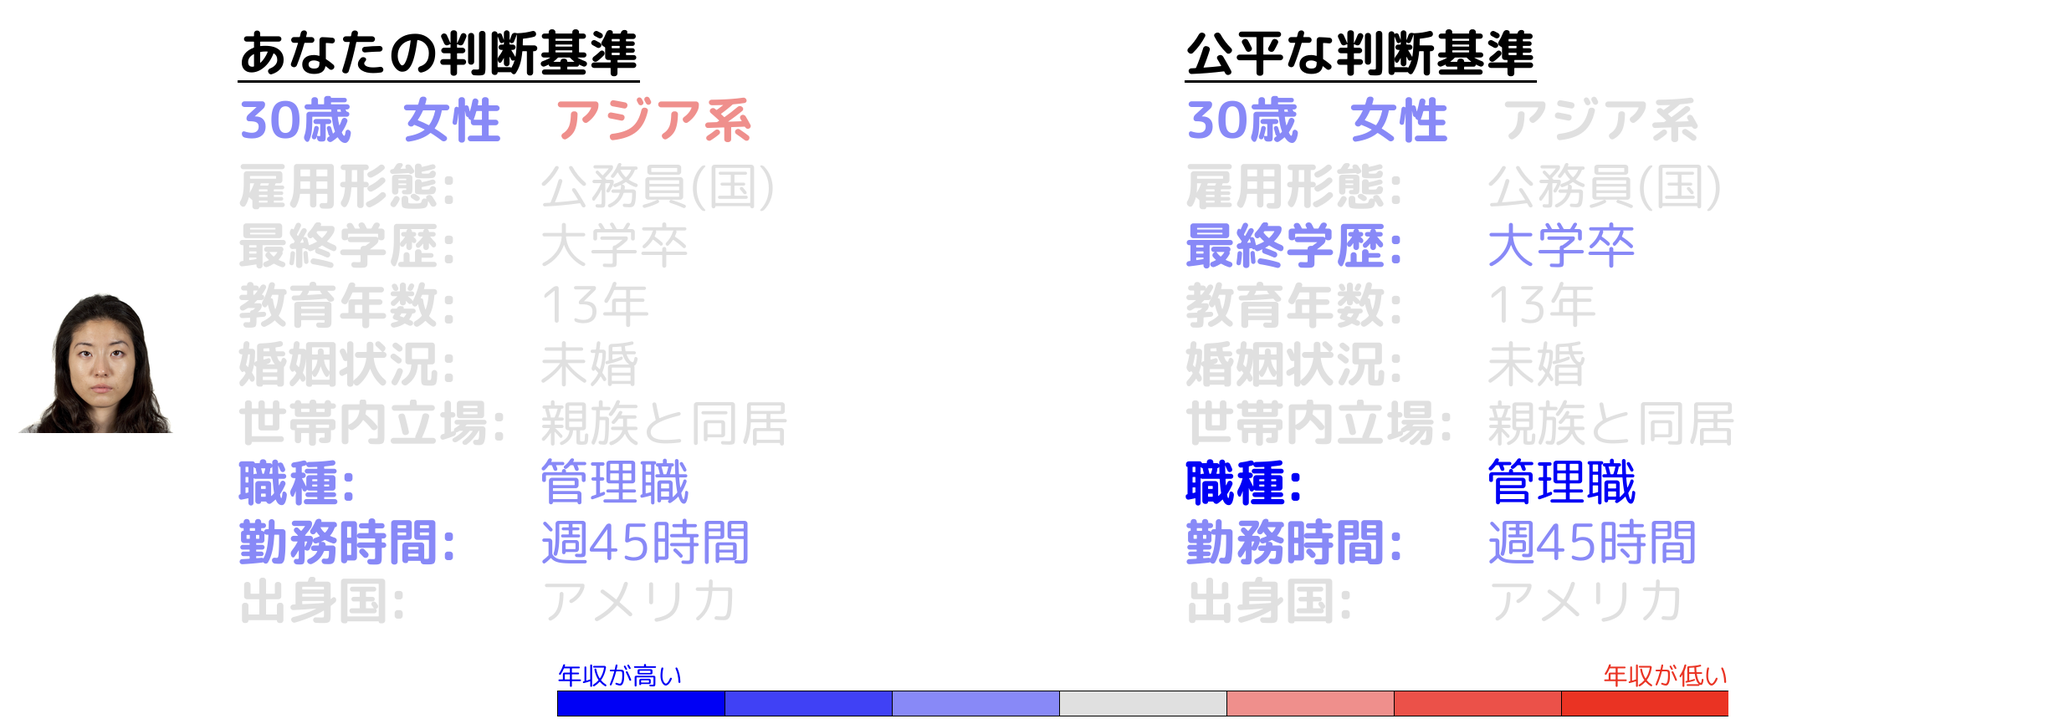 あなたの判断基準
30歳 女性 アジア系
雇用形態: 公務員(国)
最終学歴: 大学卒
教育年数: 13年
婚姻状況: 未婚
世帯内立場: 親族と同居
職種: 管理職
勤務時間: 週45時間
出身国: アメリカ
公平な判断基準
30歳 女性 アジア系
雇用形態: 公務員(国)
最終学歴: 大学卒
教育年数: 13年
婚姻状況: 未婚
世帯内立場: 親族と同居
職種: 管理職
勤務時間: 週45時間
出身国: アメリカ
年収が高い
年収が低い